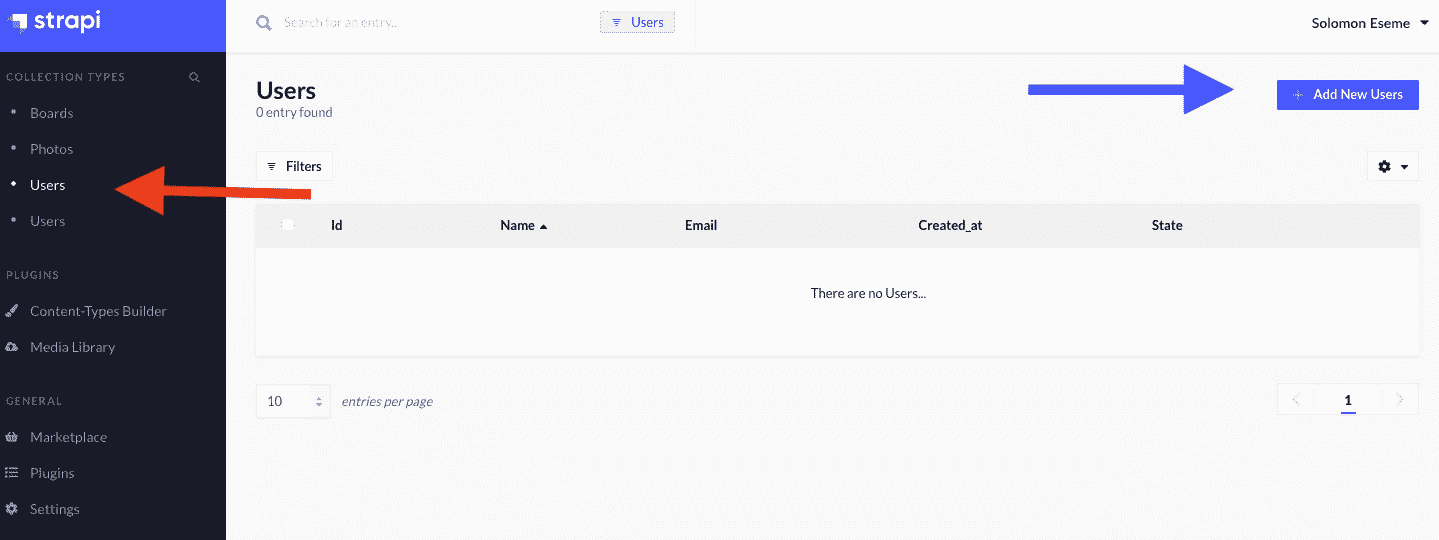 strapi
Search for an entry...
Users
Solomon Eseme
COLLECTION TYPES
Boards
Photos
Users
Users
PLUGINS
Content-Types Builder
Media Library
GENERAL
Marketplace
Plugins
Settings
Users
0 entry found
Add New Users
Filters
Id Name Email Created_at State
There are no Users...
10 entries per page
1